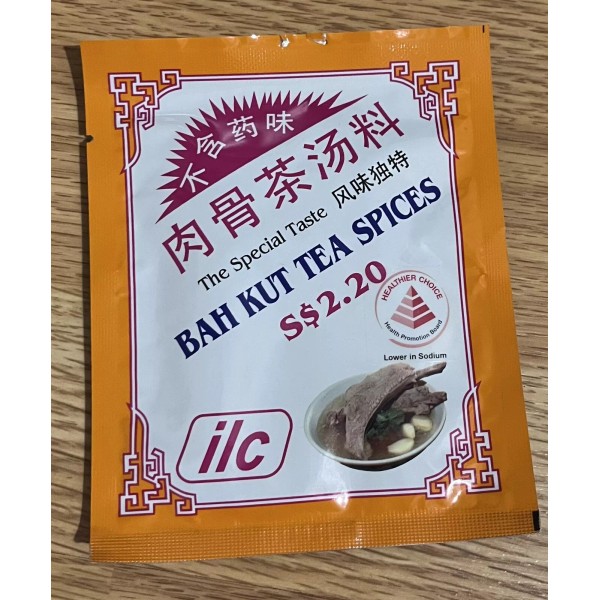 不含药味
肉骨茶汤料
The Special Taste 风味独特
BAH KUT TEA SPICES
S$2.20
HEALTHIER CHOICE
Health Promotion Board
Lower in Sodium
ilc